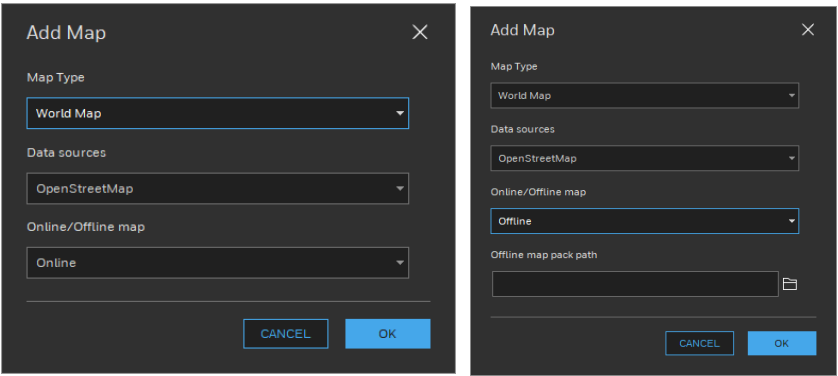 Add Map
Map Type
World Map
Data sources
OpenStreetMap
Online/Offline map
Online
CANCEL
OK
Add Map
Map Type
World Map
Data sources
OpenStreetMap
Online/Offline map
Offline
Offline map pack path
CANCEL
OK